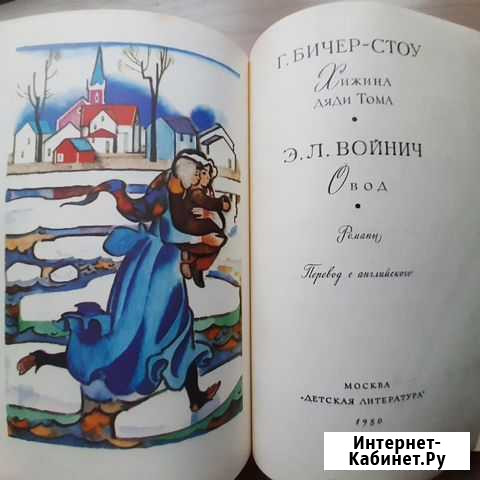 Г. БИЧЕР-СТОУ
Хижина
дяди Тома
Э. Л. ВОЙНИЧ
Овод
Романы
Перевод с английского
МОСКВА
«ДЕТСКАЯ ЛИТЕРАТУРА»
1980
Интернет-
Кабинет.Ру